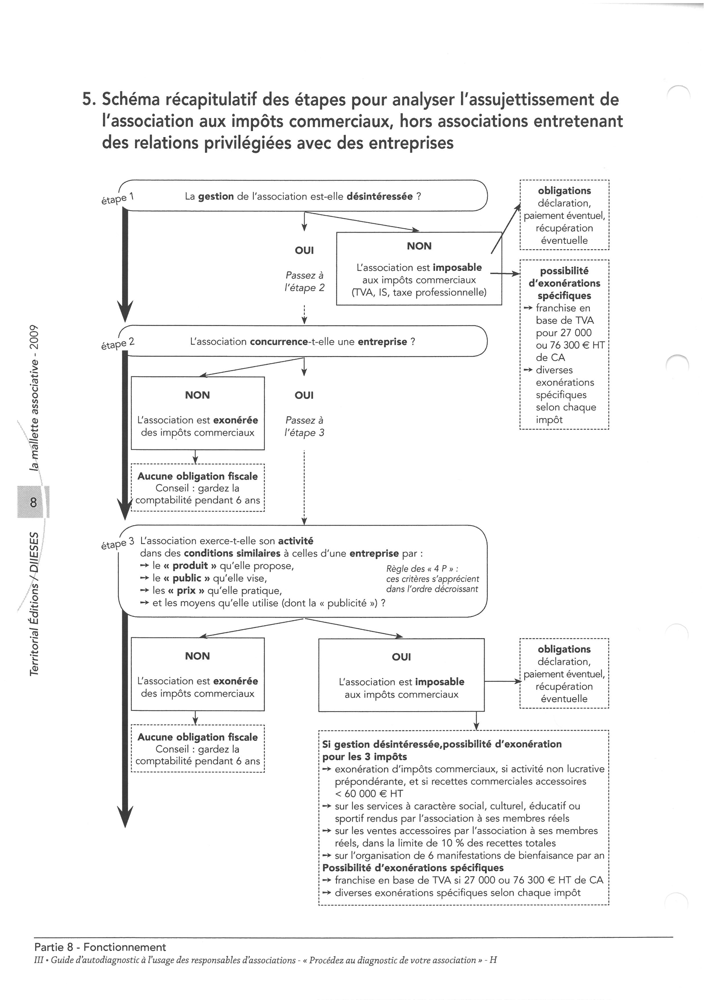 5. Schéma récapitulatif des étapes pour analyser l'assujettissement de
l'association aux impôts commerciaux, hors associations entretenant
des relations privilégiées avec des entreprises
étape 1
La gestion de l'association est-elle désintéressée ?
obligations
déclaration,
paiement éventuel,
récupération
éventuelle
OUI
Passez à
l'étape 2
NON
L'association est imposable
aux impôts commerciaux
(TVA, IS, taxe professionnelle)
possibilité
d'exonérations
spécifiques
→ franchise en
base de TVA
pour 27 000
ou 76 300 € HT
de CA
→ diverses
exonérations
spécifiques
selon chaque
impôt
étape 2
L'association concurrence-t-elle une entreprise ?
NON
L'association est exonérée
des impôts commerciaux
OUI
Passez à
l'étape 3
Aucune obligation fiscale
Conseil : gardez la
comptabilité pendant 6 ans
étape 3
L'association exerce-t-elle son activité
dans des conditions similaires à celles d'une entreprise par :
→ le « produit » qu'elle propose,
→ le « public » qu'elle vise,
→ les « prix » qu'elle pratique,
→ et les moyens qu'elle utilise (dont la « publicité ») ?
Règle des « 4 P » :
ces critères s'apprécient
dans l'ordre décroissant
NON
L'association est exonérée
des impôts commerciaux
OUI
L'association est imposable
aux impôts commerciaux
obligations
déclaration,
paiement éventuel,
récupération
éventuelle
Aucune obligation fiscale
Conseil : gardez la
comptabilité pendant 6 ans
Si gestion désintéressée,possibilité d'exonération
pour les 3 impôts
→ exonération d'impôts commerciaux, si activité non lucrative
prépondérante, et si recettes commerciales accessoires
< 60 000 € HT
→ sur les services à caractère social, culturel, éducatif ou
sportif rendus par l'association à ses membres réels
→ sur les ventes accessoires par l'association à ses membres
réels, dans la limite de 10 % des recettes totales
→ sur l'organisation de 6 manifestations de bienfaisance par an
Possibilité d'exonérations spécifiques
→ franchise en base de TVA si 27 000 ou 76 300 € HT de CA
→ diverses exonérations spécifiques selon chaque impôt
la mallette associative - 2009
8
Territorial Éditions / DIIESES
Partie 8 - Fonctionnement
III • Guide d'autodiagnostic à l'usage des responsables d'associations - « Procédez au diagnostic de votre association » - H